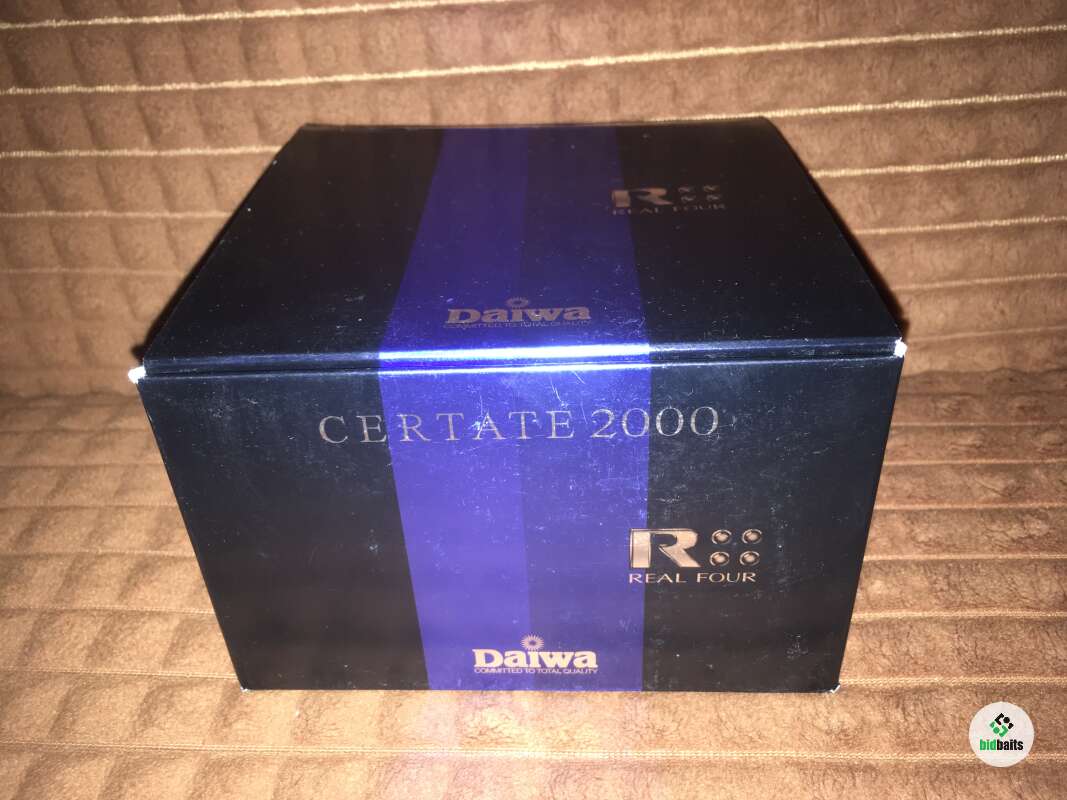 R
REAL FOUR
Daiwa
COMMITTED TO TOTAL QUALITY
CERTATE 2000
R
REAL FOUR
Daiwa
COMMITTED TO TOTAL QUALITY
bidbaits